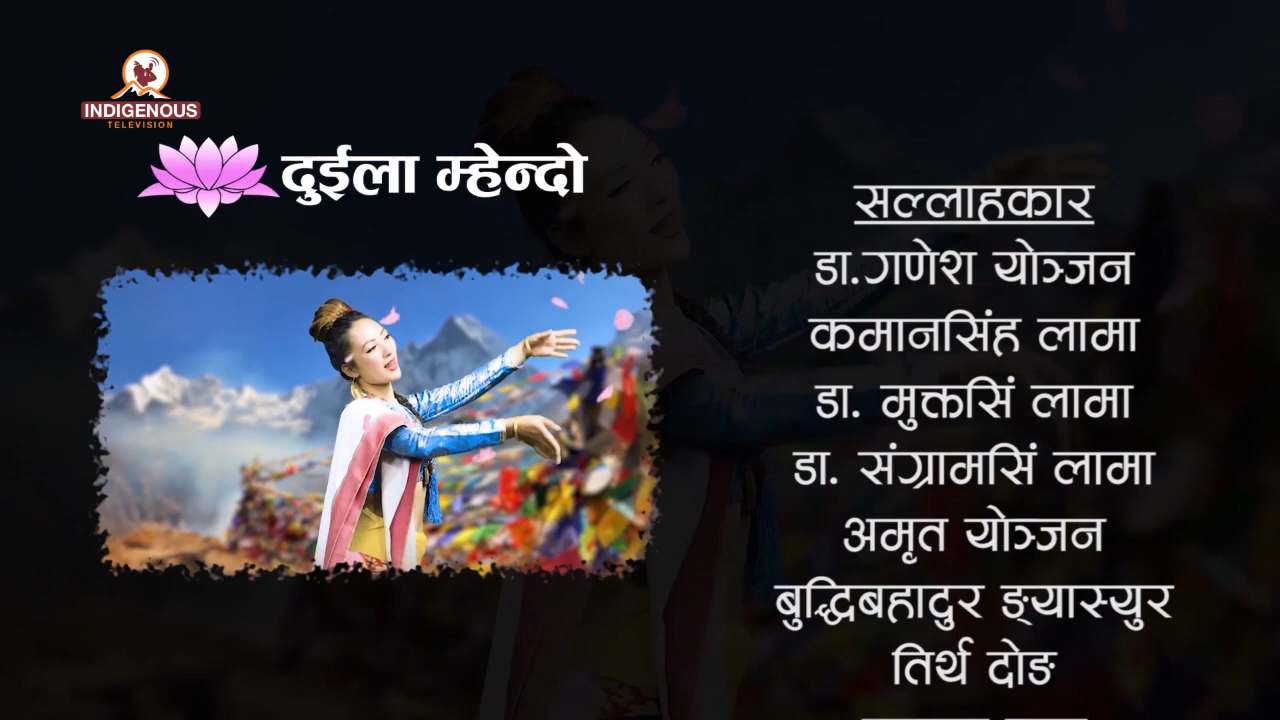 INDIGENOUS
TELEVISION
दुईला म्हेन्दो
सल्लाहकार
डा.गणेश योञ्जन
कमानसिंह लामा
डा. मुक्तसिं लामा
डा. संग्रामसिं लामा
अमृत योञ्जन
बुद्धिबहादुर ङ्यास्युर
तिर्थ दोङ